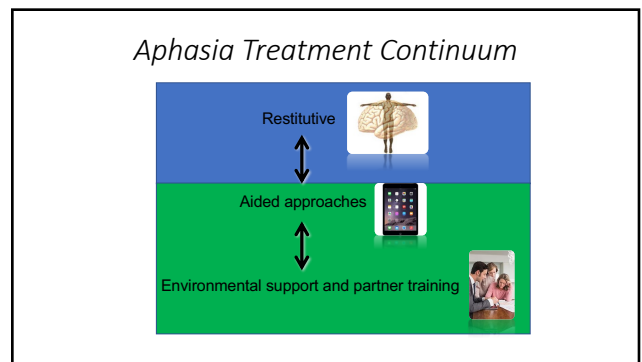 Aphasia Treatment Continuum
Restitutive
Aided approaches
Environmental support and partner training